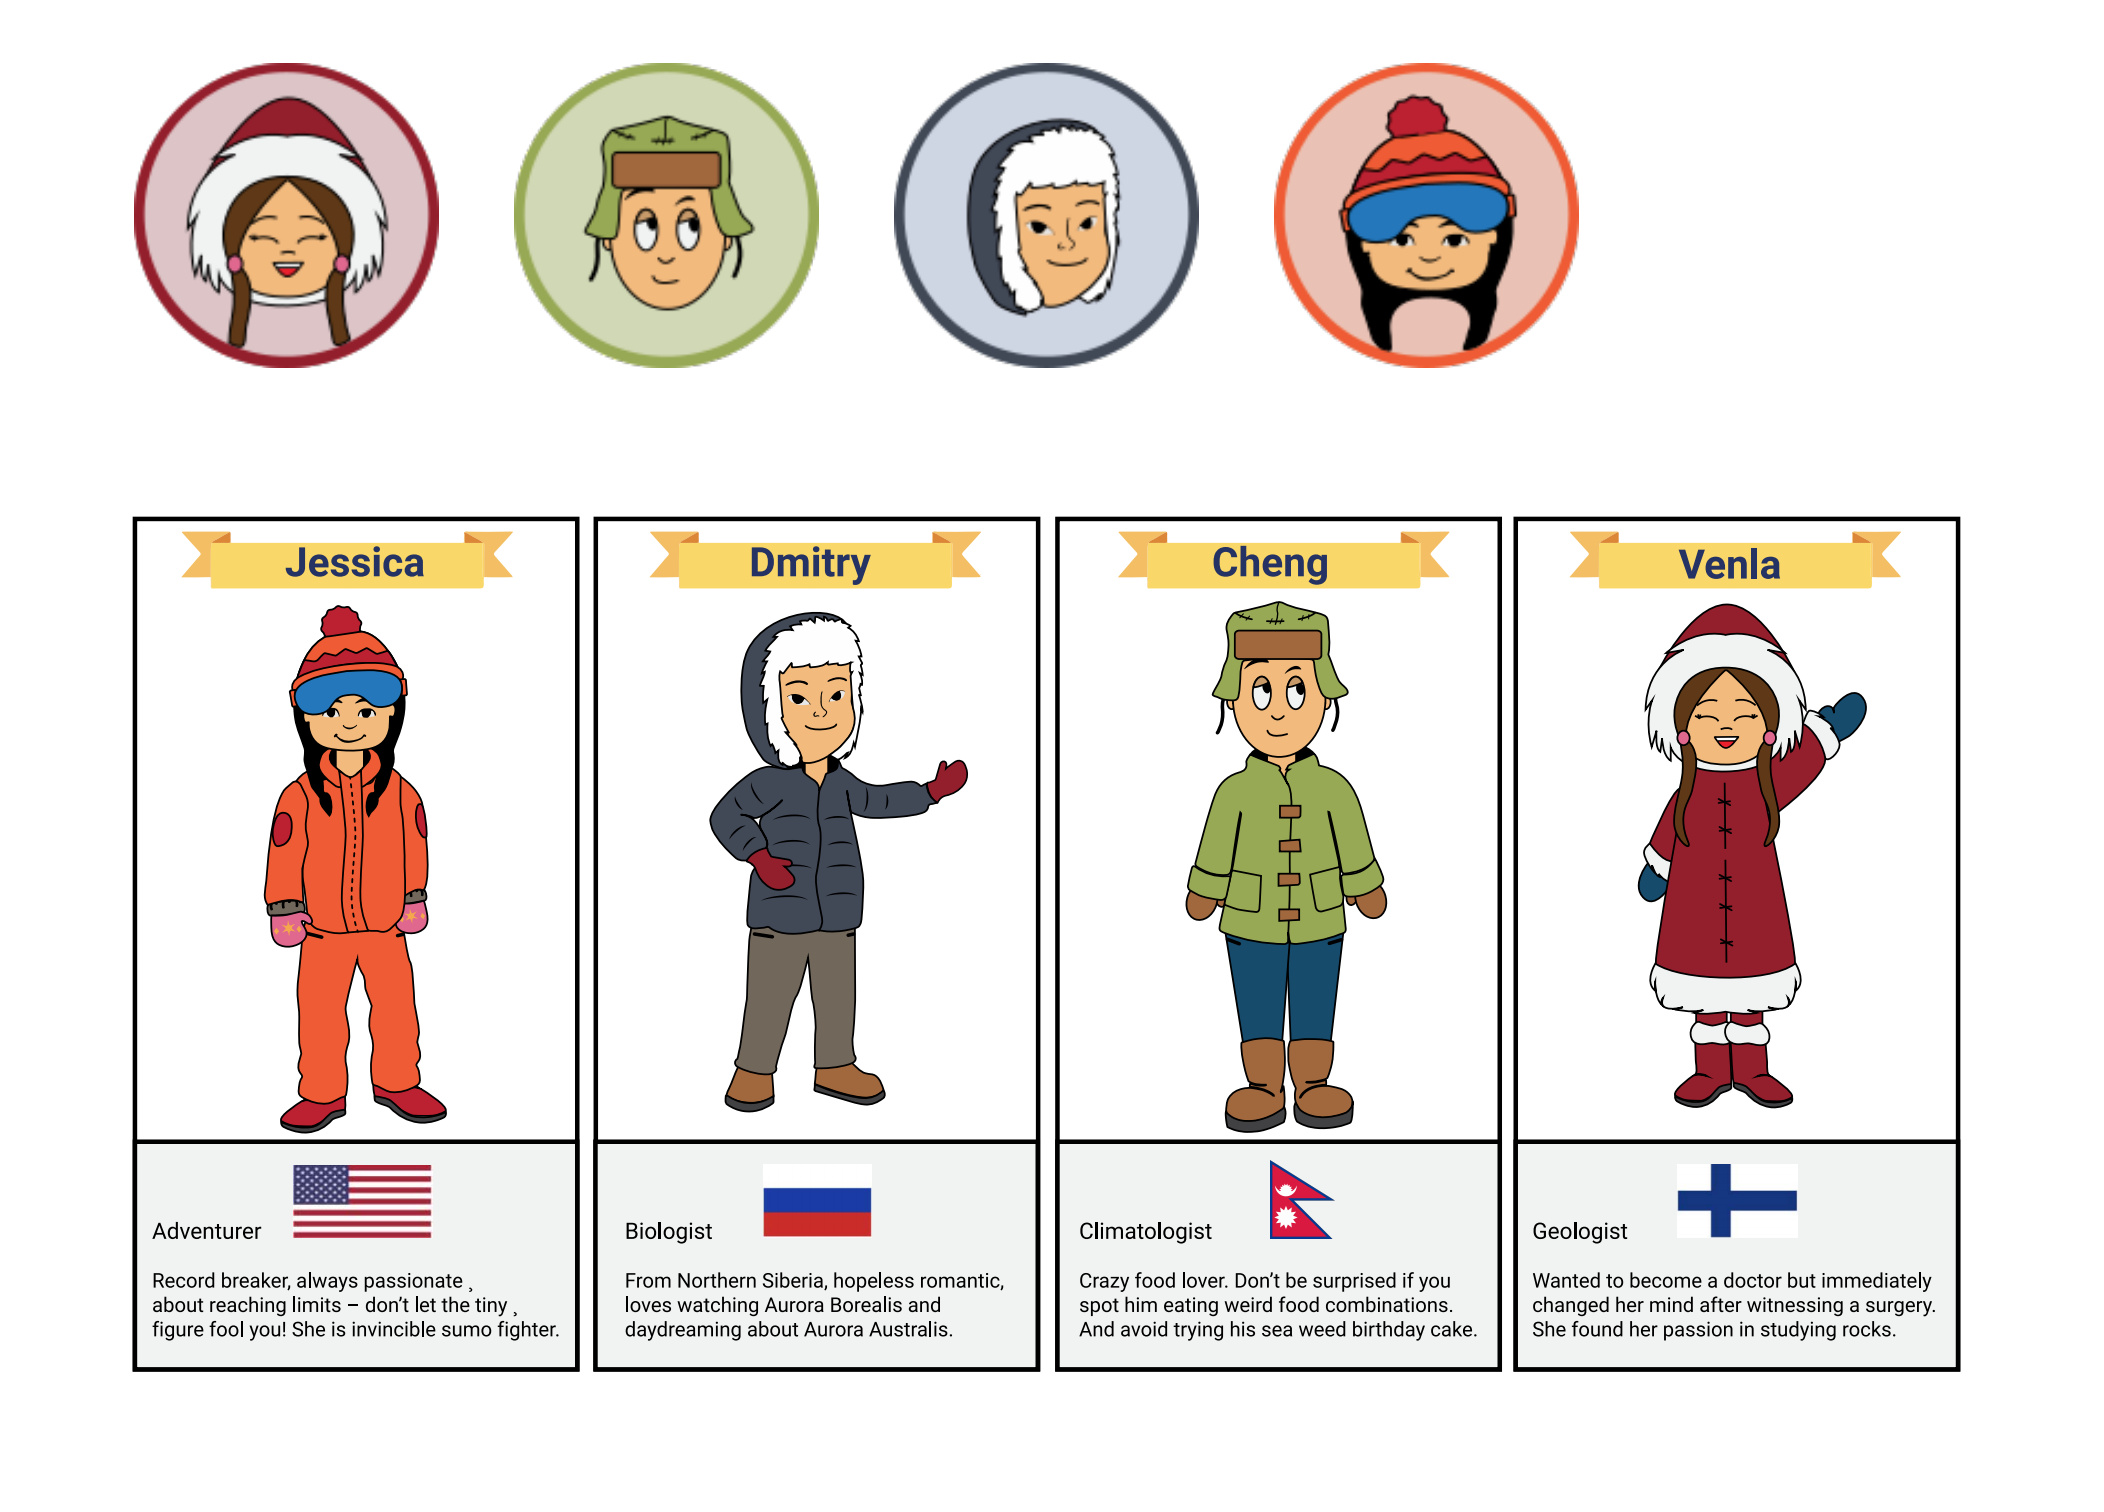 Jessica
Adventurer
Record breaker, always passionate ¸
about reaching limits – don't let the tiny ¸
figure fool you! She is invincible sumo fighter.
Dmitry
Biologist
From Northern Siberia, hopeless romantic,
loves watching Aurora Borealis and
daydreaming about Aurora Australis.
Cheng
Climatologist
Crazy food lover. Don't be surprised if you
spot him eating weird food combinations.
And avoid trying his sea weed birthday cake.
Venla
Geologist
Wanted to become a doctor but immediately
changed her mind after witnessing a surgery.
She found her passion in studying rocks.